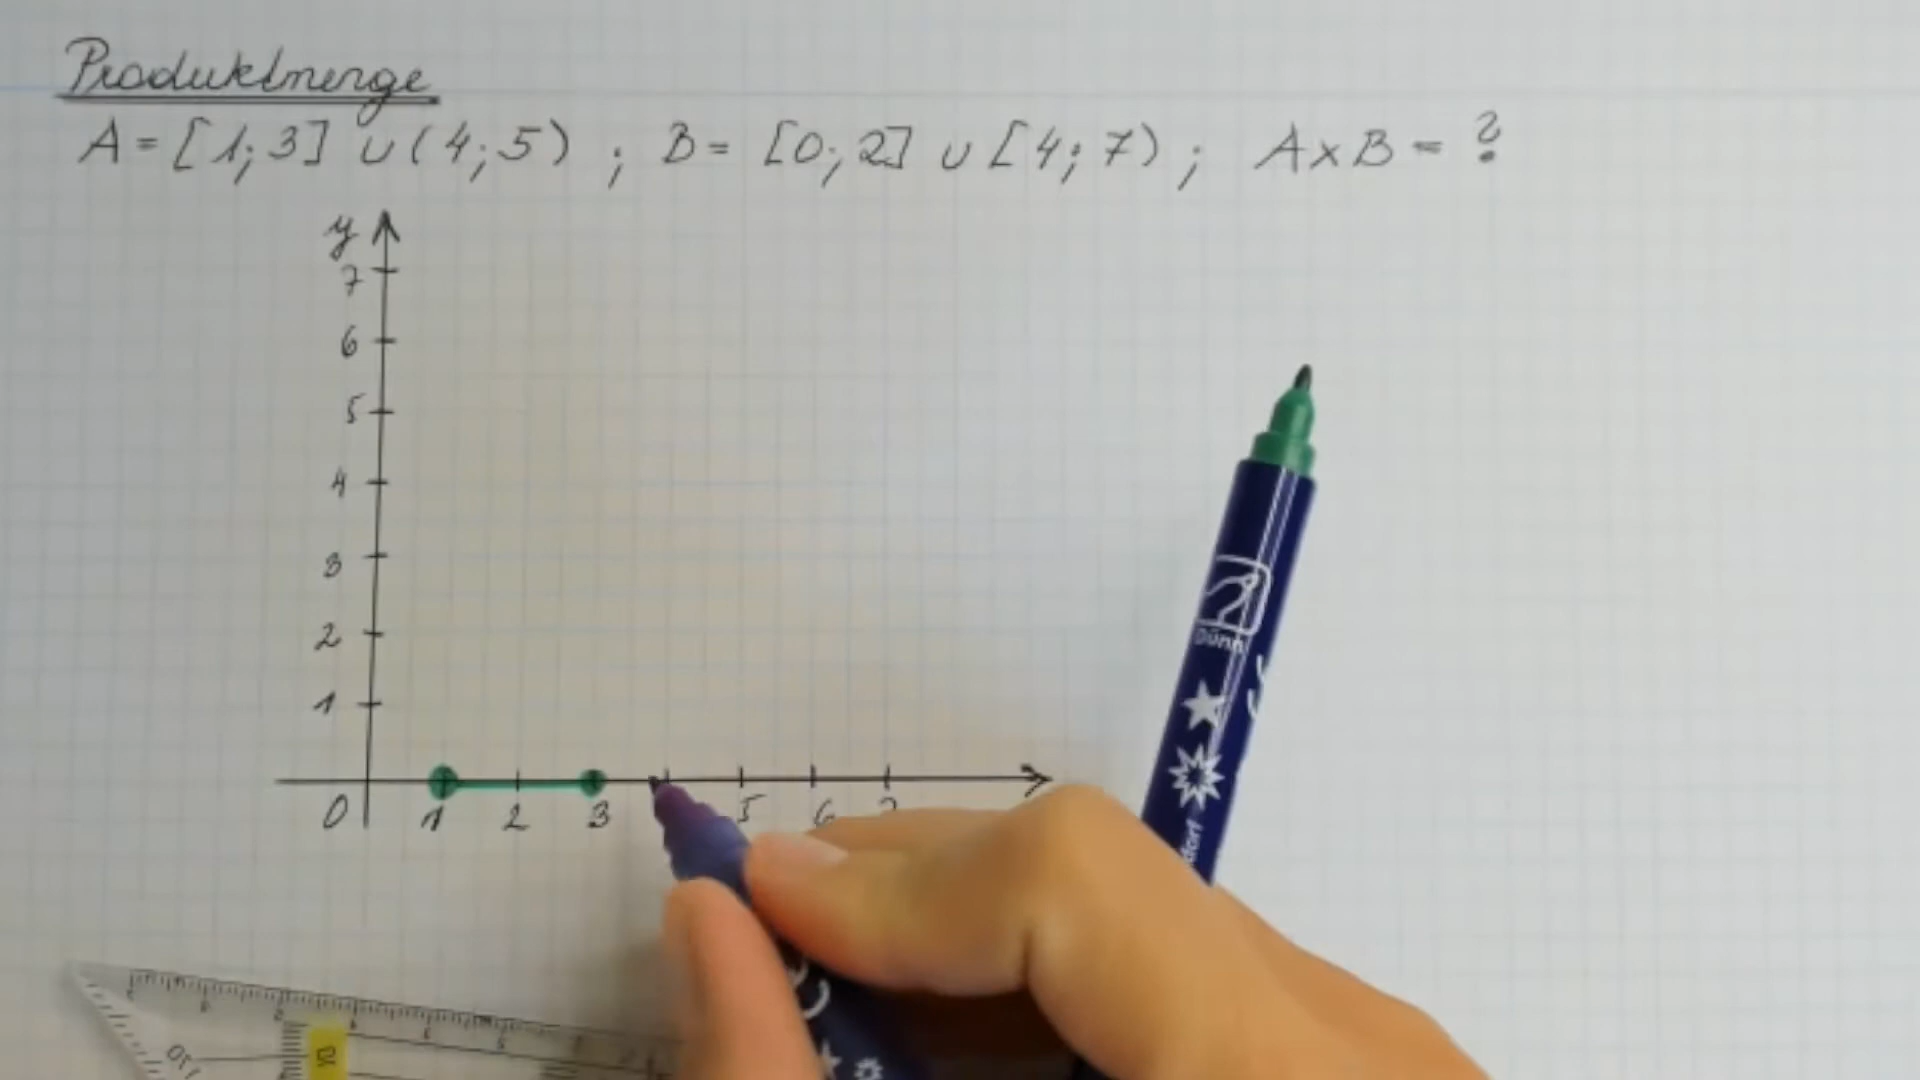 Produktmenge
A = [1; 3] ∪ (4; 5) ; B = [0; 2] ∪ [4; 7) ; A x B = ?
y
7
6
5
4
3
2
1
0 1 2 3 5 6
Dünn